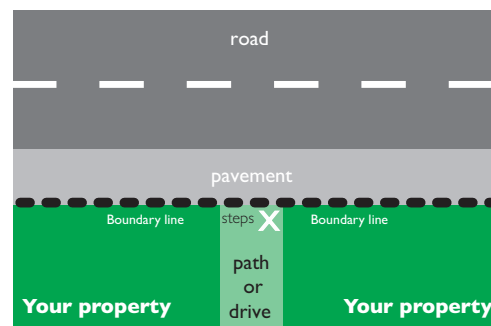 road
pavement
Boundary line
steps
X
Boundary line
path
or
drive
Your property
Your property